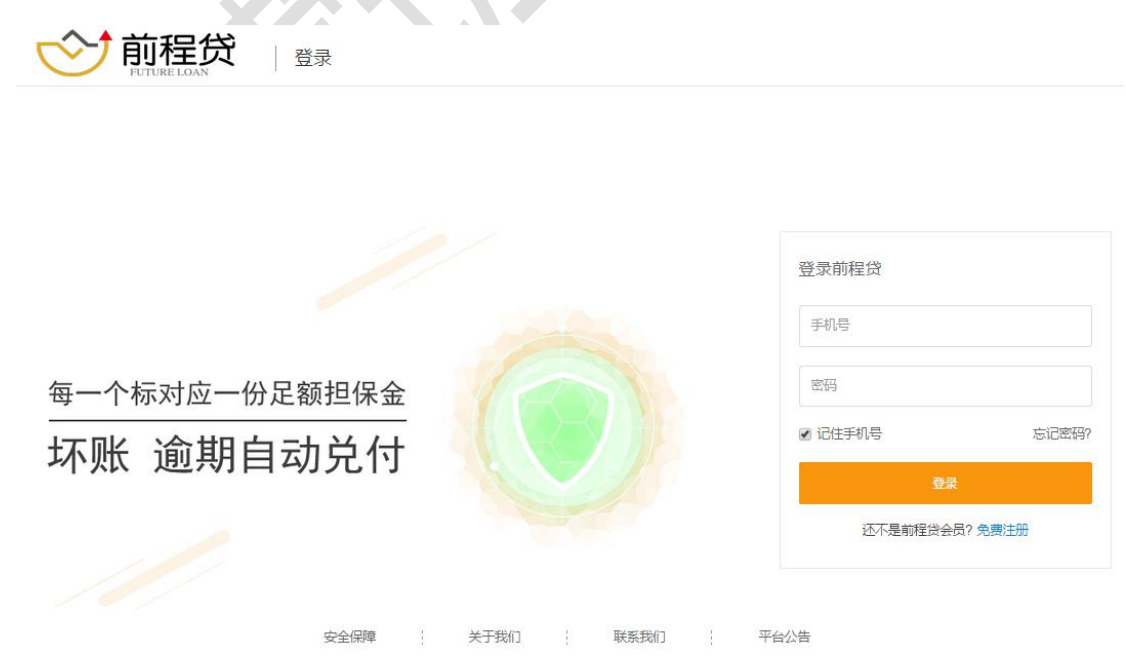 前程贷
FUTURE LOAN
登录
登录前程贷
手机号
密码
记住手机号 忘记密码?
登录
还不是前程贷会员? 免费注册
每一个标对应一份足额担保金
坏账 逾期自动兑付
安全保障 关于我们 联系我们 平台公告